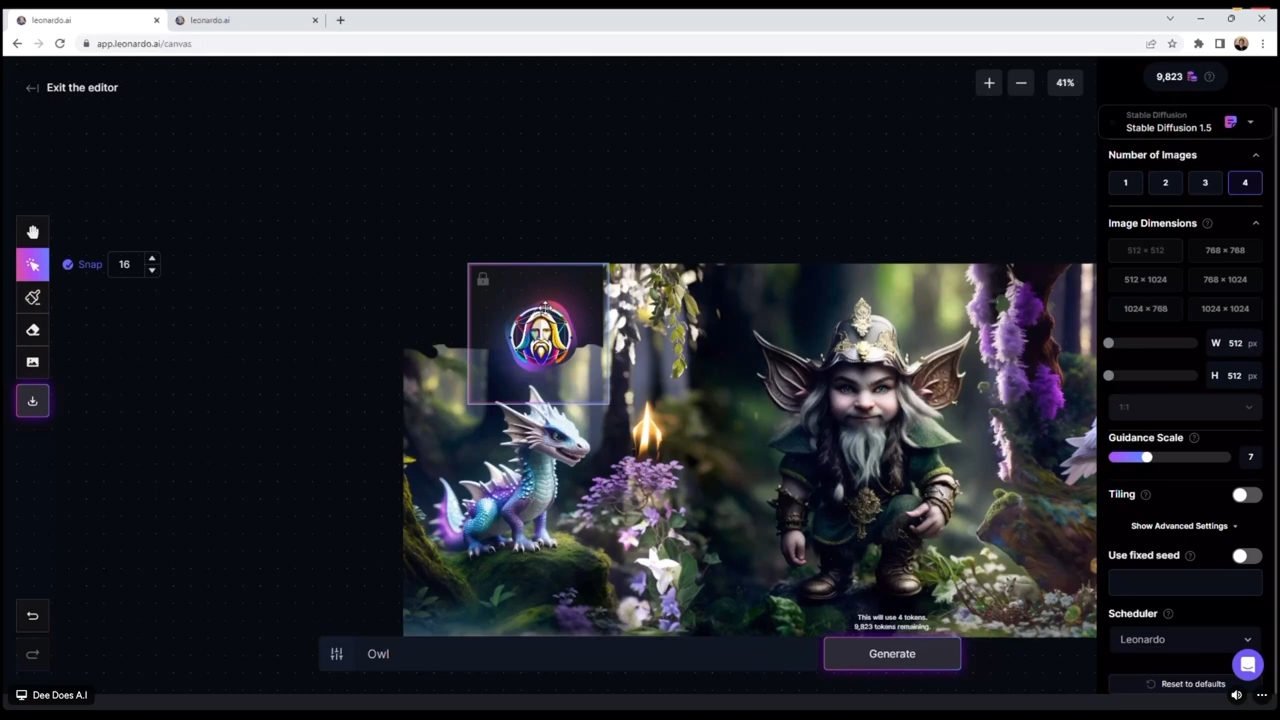 leonardo.ai
leonardo.ai
app.leonardo.ai/canvas
Exit the editor
41%
9,823
Stable Diffusion
Stable Diffusion 1.5
Number of Images
1 2 3 4
Image Dimensions
512 × 512 768 × 768
512 × 1024 768 × 1024
1024 × 768 1024 × 1024
W 512 px
H 512 px
1:1
Guidance Scale
7
Tiling
Show Advanced Settings
Use fixed seed
Scheduler
Leonardo
Reset to defaults
Snap 16
This will use 4 tokens.
9,823 tokens remaining.
Owl
Generate
Dee Does A.I